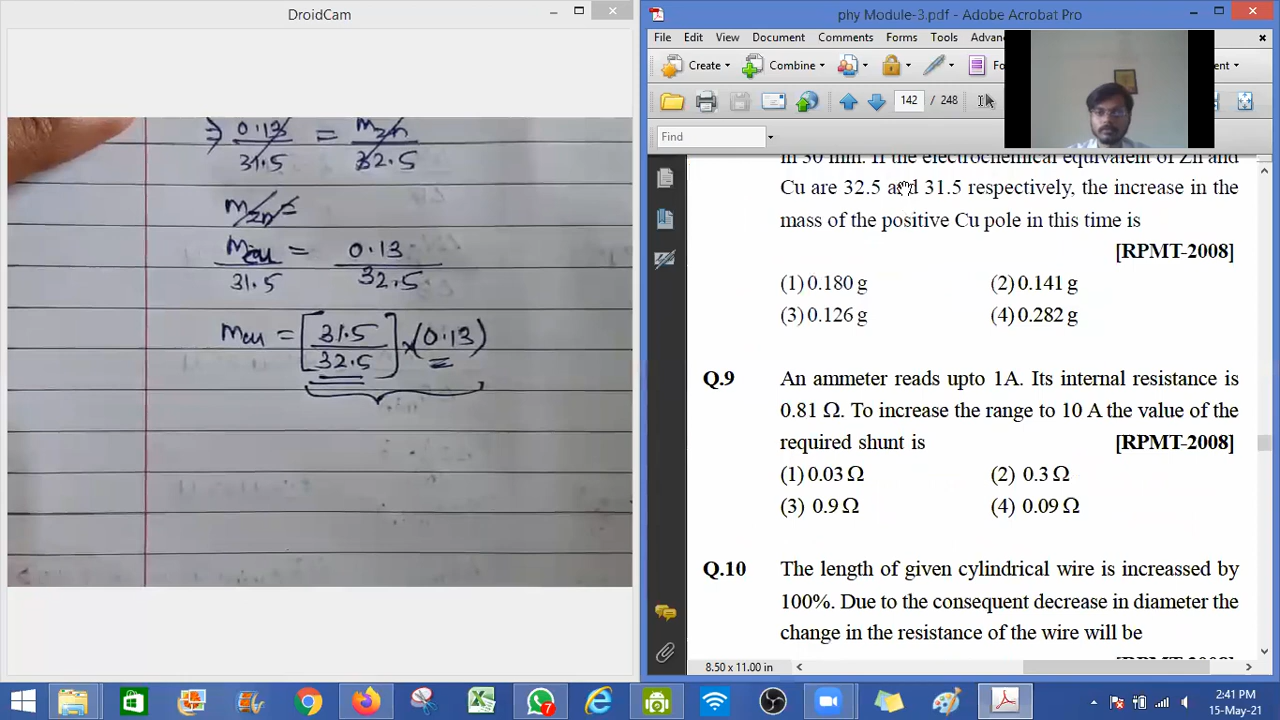 DroidCam
phy Module-3.pdf - Adobe Acrobat Pro
File Edit View Document Comments Forms Tools Advan
Create Combine
142 / 248
Find
0.13/31.5 = mzn/32.5
mzn =
mcu/31.5 = 0.13/32.5
mcu = [31.5/32.5] × (0.13)
in 30 min. If the electrochemical equivalent of Zn and
Cu are 32.5 and 31.5 respectively, the increase in the
mass of the positive Cu pole in this time is
[RPMT-2008]
(1) 0.180 g (2) 0.141 g
(3) 0.126 g (4) 0.282 g
Q.9 An ammeter reads upto 1A. Its internal resistance is
0.81 Ω. To increase the range to 10 A the value of the
required shunt is [RPMT-2008]
(1) 0.03 Ω (2) 0.3 Ω
(3) 0.9 Ω (4) 0.09 Ω
Q.10 The length of given cylindrical wire is increassed by
100%. Due to the consequent decrease in diameter the
change in the resistance of the wire will be
8.50 x 11.00 in
7
2:41 PM
15-May-21